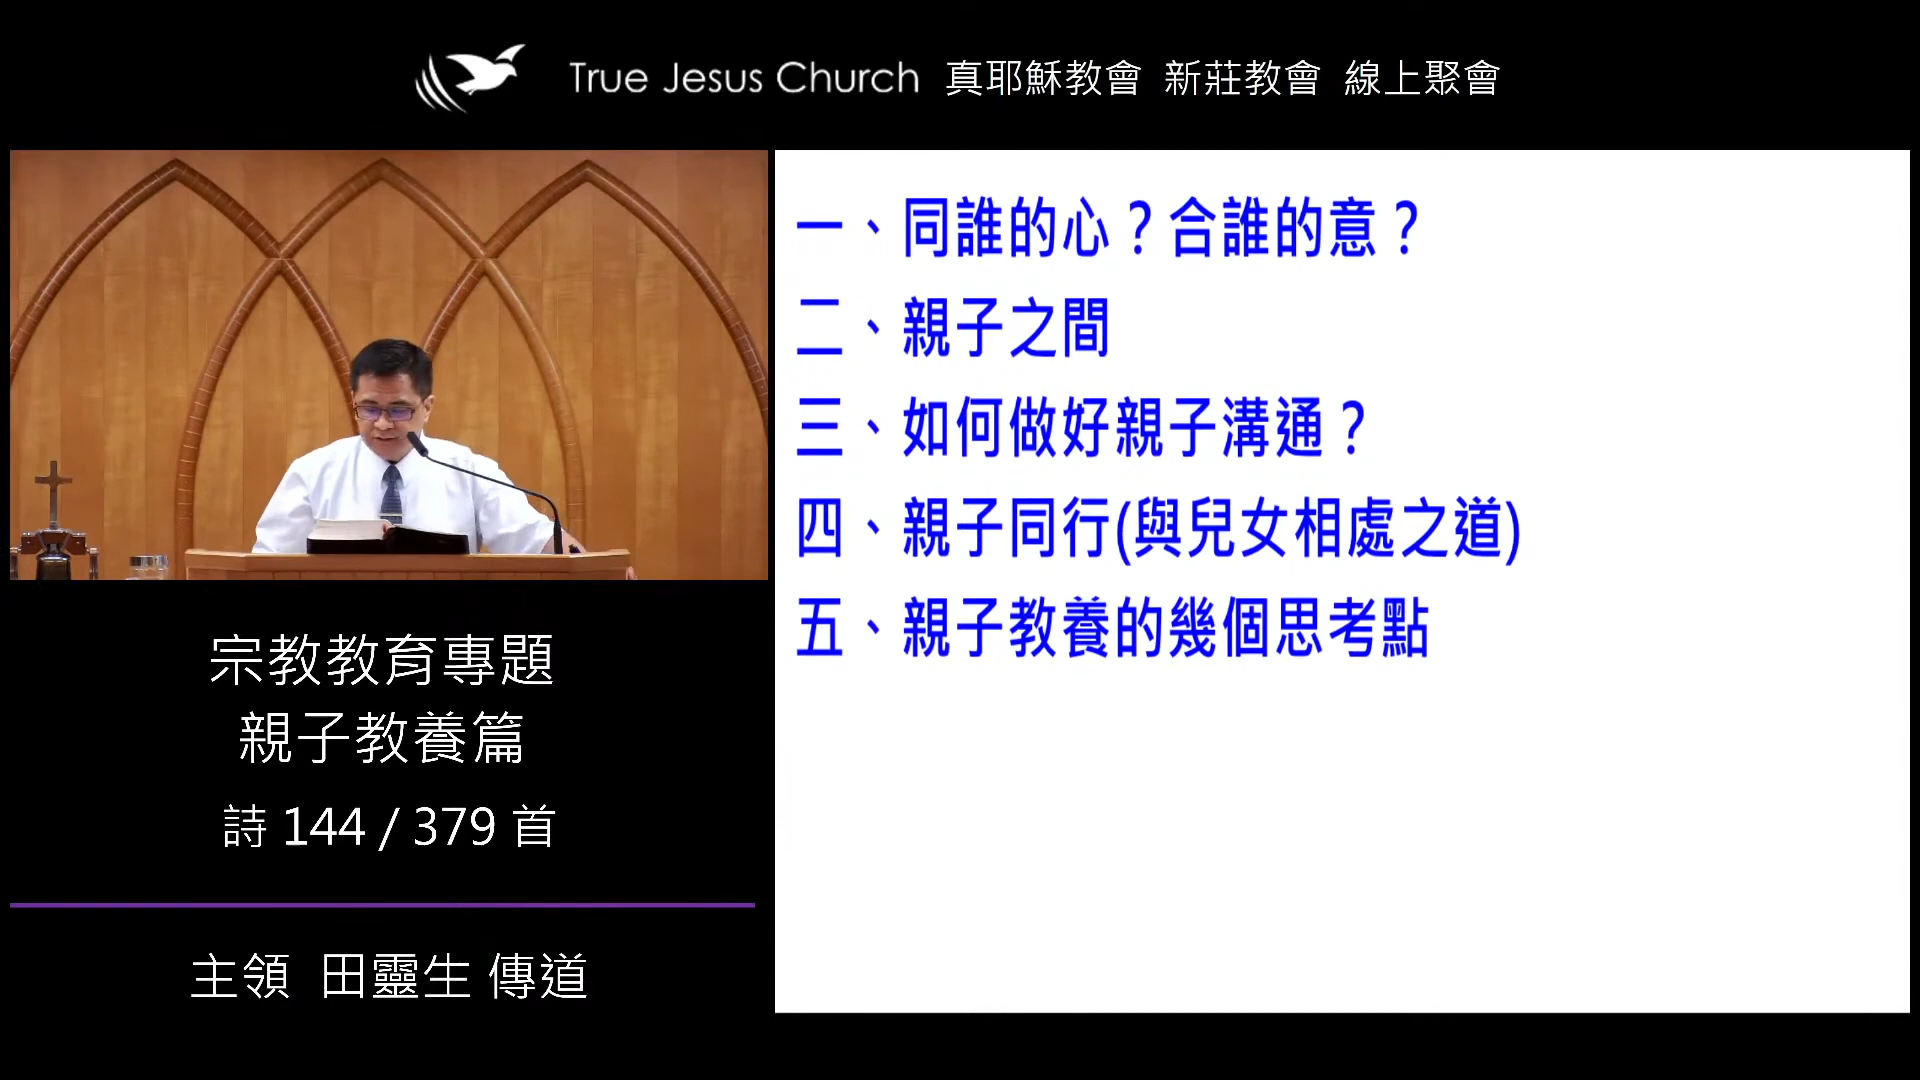 True Jesus Church 真耶穌教會 新莊教會 線上聚會
一、同誰的心？合誰的意？
二、親子之間
三、如何做好親子溝通？
四、親子同行(與兒女相處之道)
五、親子教養的幾個思考點
宗教教育專題
親子教養篇
詩 144 / 379 首
主領 田靈生 傳道